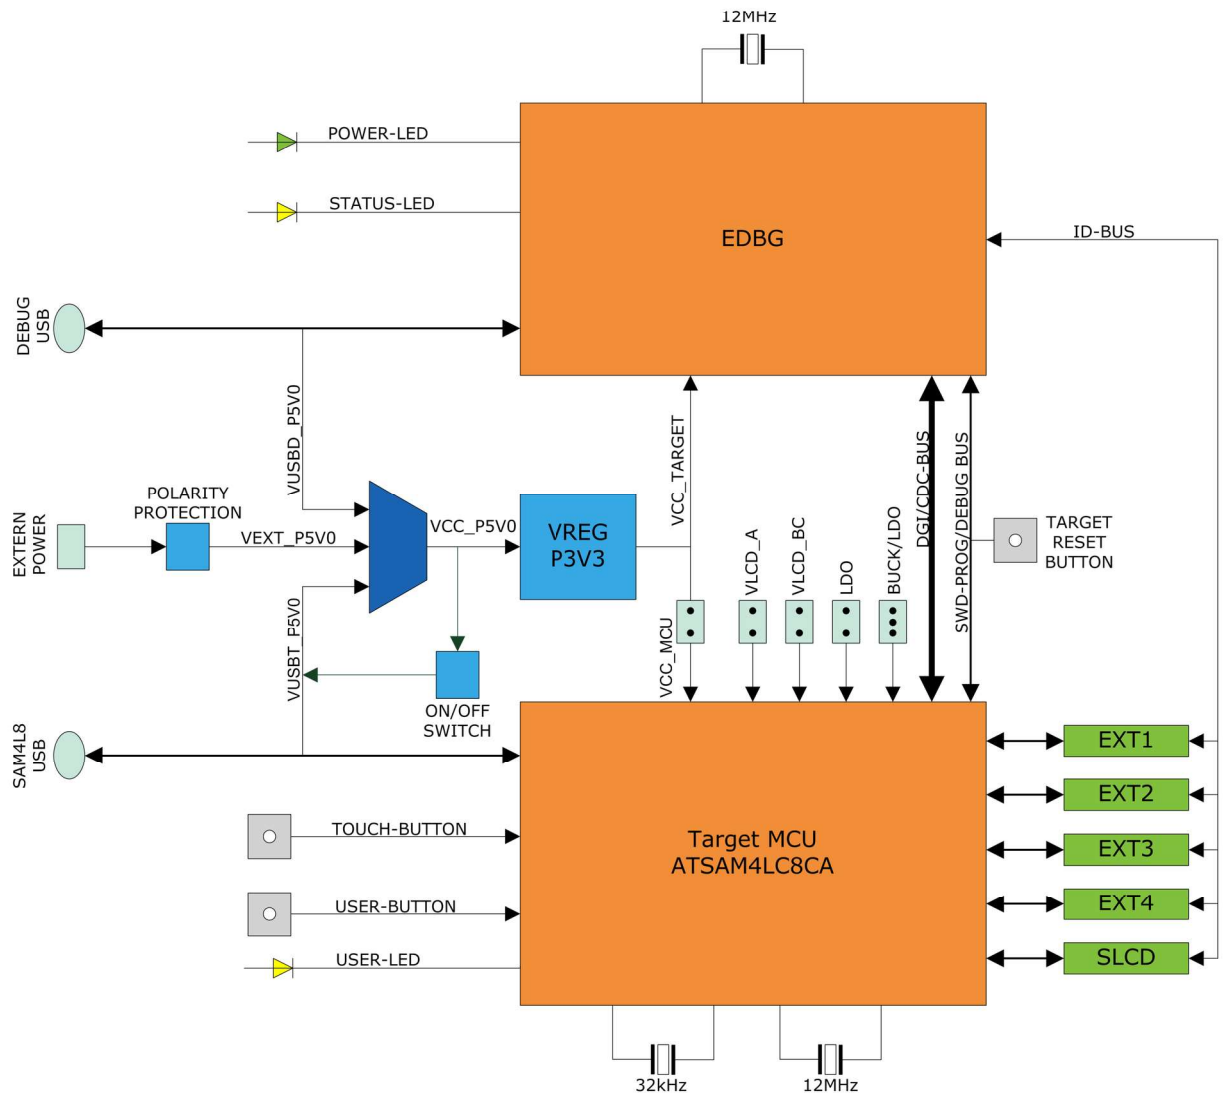 12MHz
POWER-LED
STATUS-LED
EDBG
ID-BUS
DEBUG
USB
VUSBD_P5V0
VCC_TARGET
DGI/CDC-BUS
SWD-PROG/DEBUG BUS
POLARITY
PROTECTION
EXTERN
POWER
VEXT_P5V0
VCC_P5V0
VREG
P3V3
VLCD_A
VLCD_BC
LDO
BUCK/LDO
TARGET
RESET
BUTTON
VUSBT_P5V0
VCC_MCU
ON/OFF
SWITCH
SAM4L8
USB
EXT1
EXT2
EXT3
EXT4
SLCD
TOUCH-BUTTON
Target MCU
ATSAM4LC8CA
USER-BUTTON
USER-LED
32kHz
12MHz